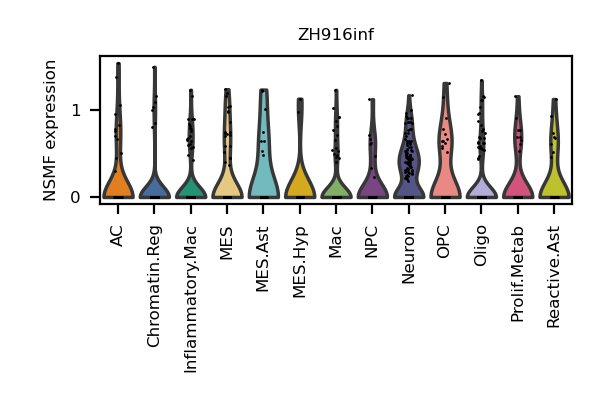 ZH916inf
NSMF expression
1
0
AC
Chromatin.Reg
Inflammatory.Mac
MES
MES.Ast
MES.Hyp
Mac
NPC
Neuron
OPC
Oligo
Prolif.Metab
Reactive.Ast